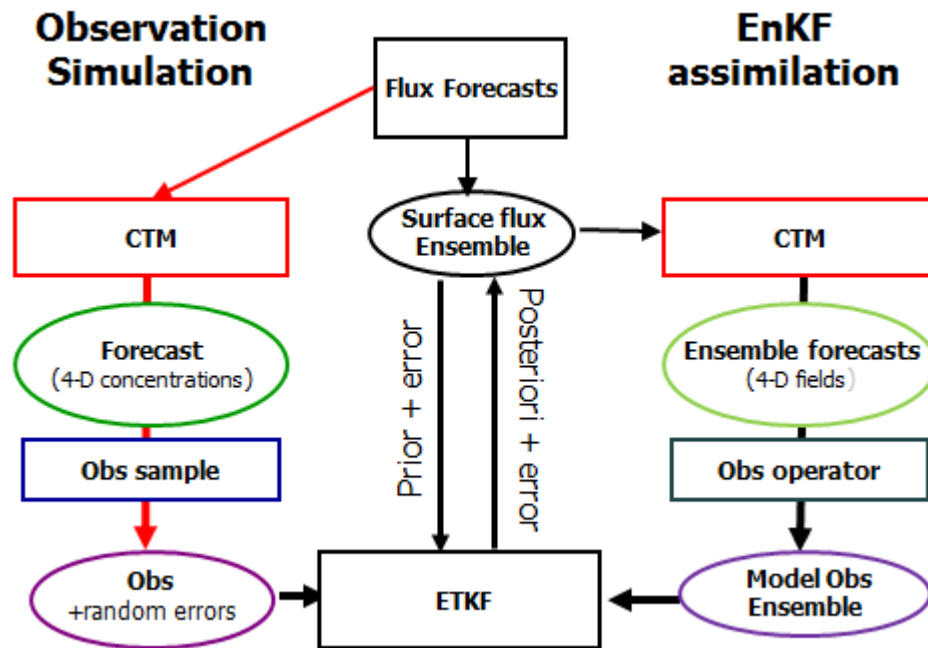 Observation
Simulation
EnKF
assimilation
Flux Forecasts
CTM
Surface flux
Ensemble
CTM
Forecast
(4-D concentrations)
Prior + error
Posteriori + error
Ensemble forecasts
(4-D fields)
Obs sample
Obs operator
Obs
+random errors
ETKF
Model Obs
Ensemble